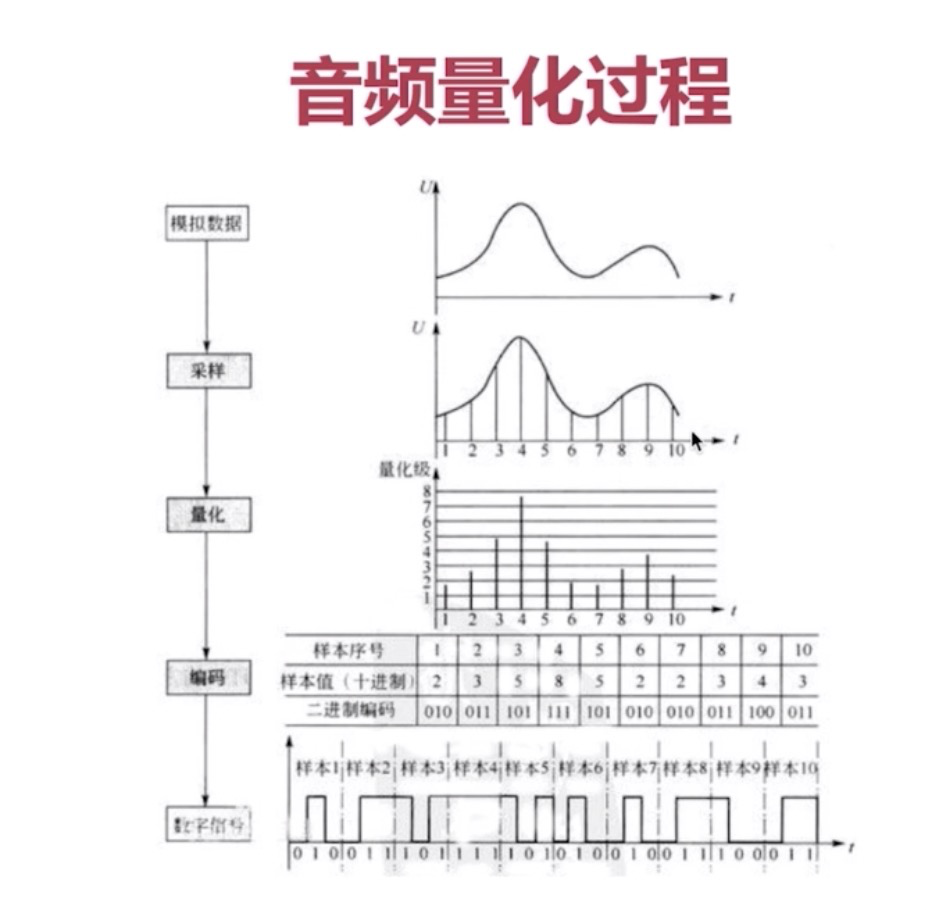 音频量化过程
模拟数据
U
t
采样
U
1 2 3 4 5 6 7 8 9 10 t
量化
量化级
8
7
6
5
4
3
2
1
1 2 3 4 5 6 7 8 9 10 t
编码
样本序号 1 2 3 4 5 6 7 8 9 10
样本值（十进制） 2 3 5 8 5 2 2 3 4 3
二进制编码 010 011 101 111 101 010 010 011 100 011
数字信号
样本1 样本2 样本3 样本4 样本5 样本6 样本7 样本8 样本9 样本10
0 1 0 0 1 1 1 0 1 1 1 1 1 0 1 0 1 0 0 1 0 0 1 1 1 0 0 0 1 1 t